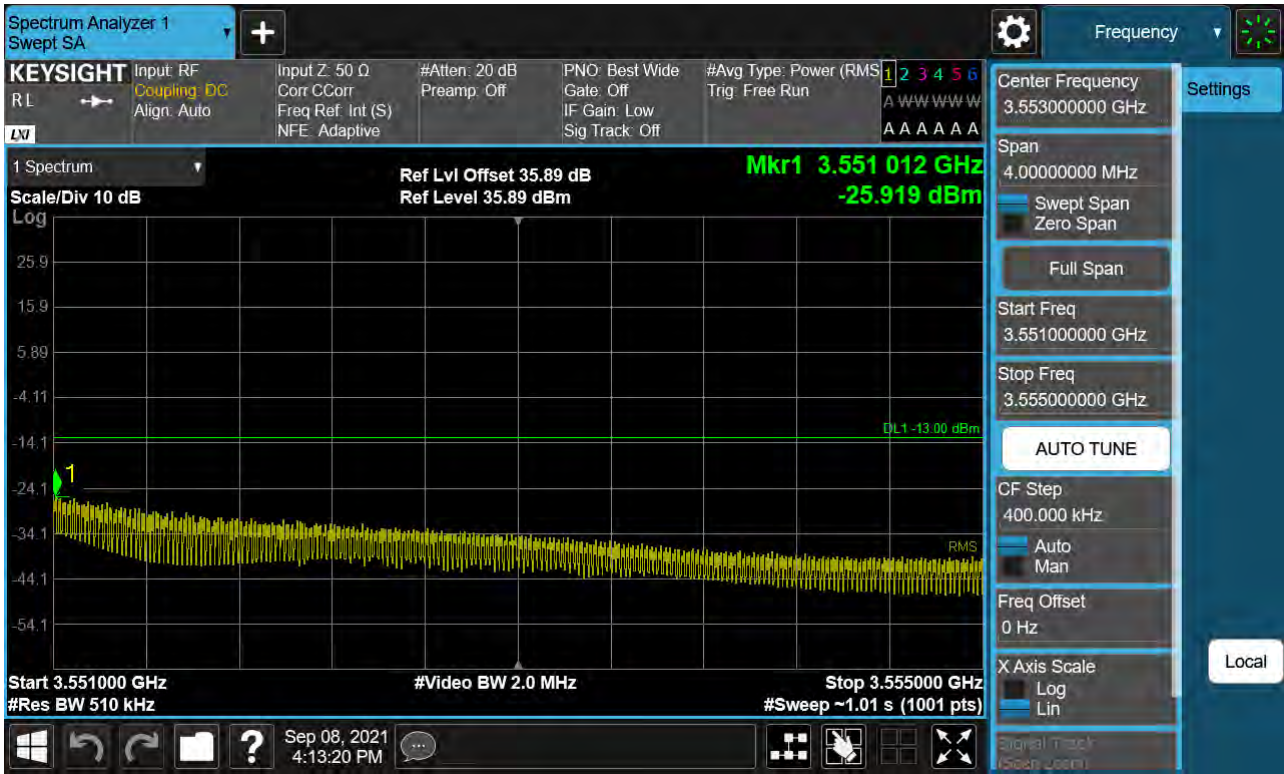 Spectrum Analyzer 1
Swept SA
+
Frequency
KEYSIGHT
RL
LXI
Input: RF
Coupling: DC
Align: Auto
Input Z: 50 Ω
Corr CCorr
Freq Ref: Int (S)
NFE: Adaptive
#Atten: 20 dB
Preamp: Off
PNO: Best Wide
Gate: Off
IF Gain: Low
Sig Track: Off
#Avg Type: Power (RMS
Trig: Free Run
1 2 3 4 5 6
A W W W W W
A A A A A A
1 Spectrum
Scale/Div 10 dB
Log
Ref Lvl Offset 35.89 dB
Ref Level 35.89 dBm
Mkr1 3.551 012 GHz
-25.919 dBm
25.9
15.9
5.89
-4.11
-14.1
-24.1
-34.1
-44.1
-54.1
DL1 -13.00 dBm
1
RMS
Start 3.551000 GHz
#Res BW 510 kHz
#Video BW 2.0 MHz
Stop 3.555000 GHz
#Sweep ~1.01 s (1001 pts)
Center Frequency
3.553000000 GHz
Settings
Span
4.00000000 MHz
Swept Span
Zero Span
Full Span
Start Freq
3.551000000 GHz
Stop Freq
3.555000000 GHz
AUTO TUNE
CF Step
400.000 kHz
Auto
Man
Freq Offset
0 Hz
X Axis Scale
Log
Lin
Local
Signal Track
(Span Zoom)
?
Sep 08, 2021
4:13:20 PM